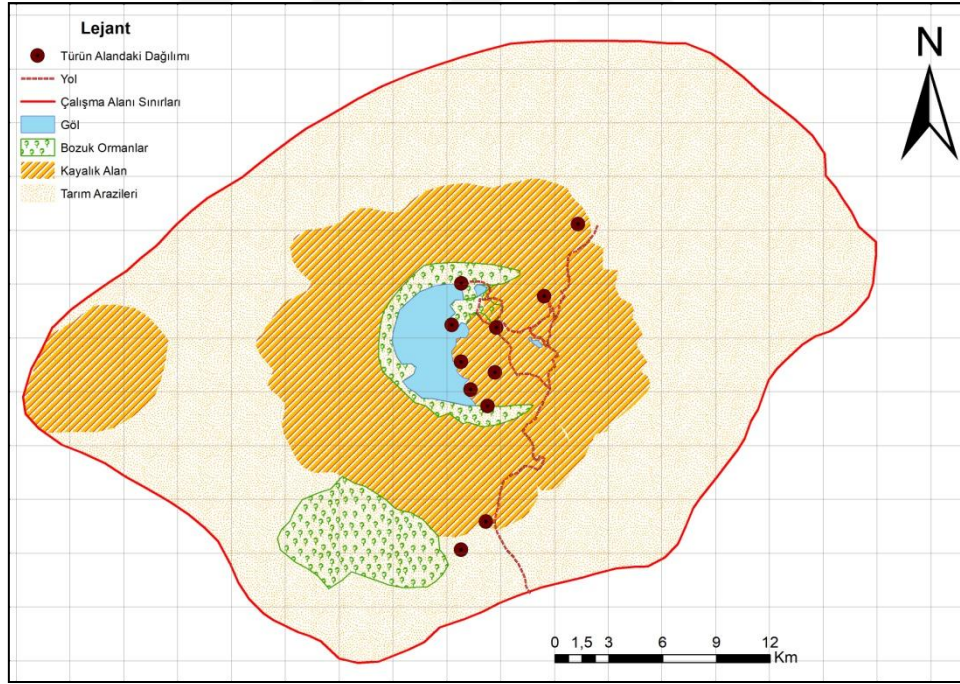 Lejant
Türün Alandaki Dağılımı
Yol
Çalışma Alanı Sınırları
Göl
Bozuk Ormanlar
Kayalık Alan
Tarım Arazileri
N
0 1,5 3 6 9 12
Km